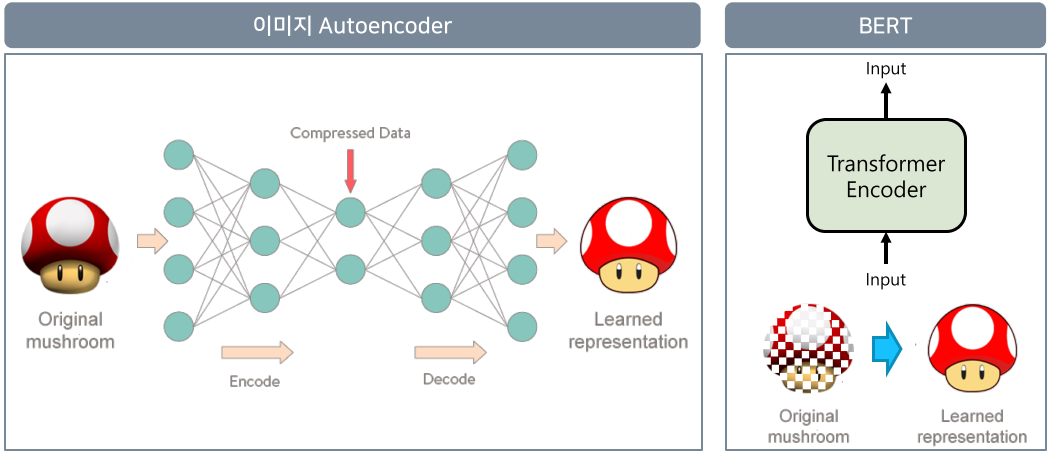 이미지 Autoencoder
Compressed Data
Original
mushroom
Learned
representation
Encode
Decode
BERT
Input
Transformer
Encoder
Input
Original
mushroom
Learned
representation